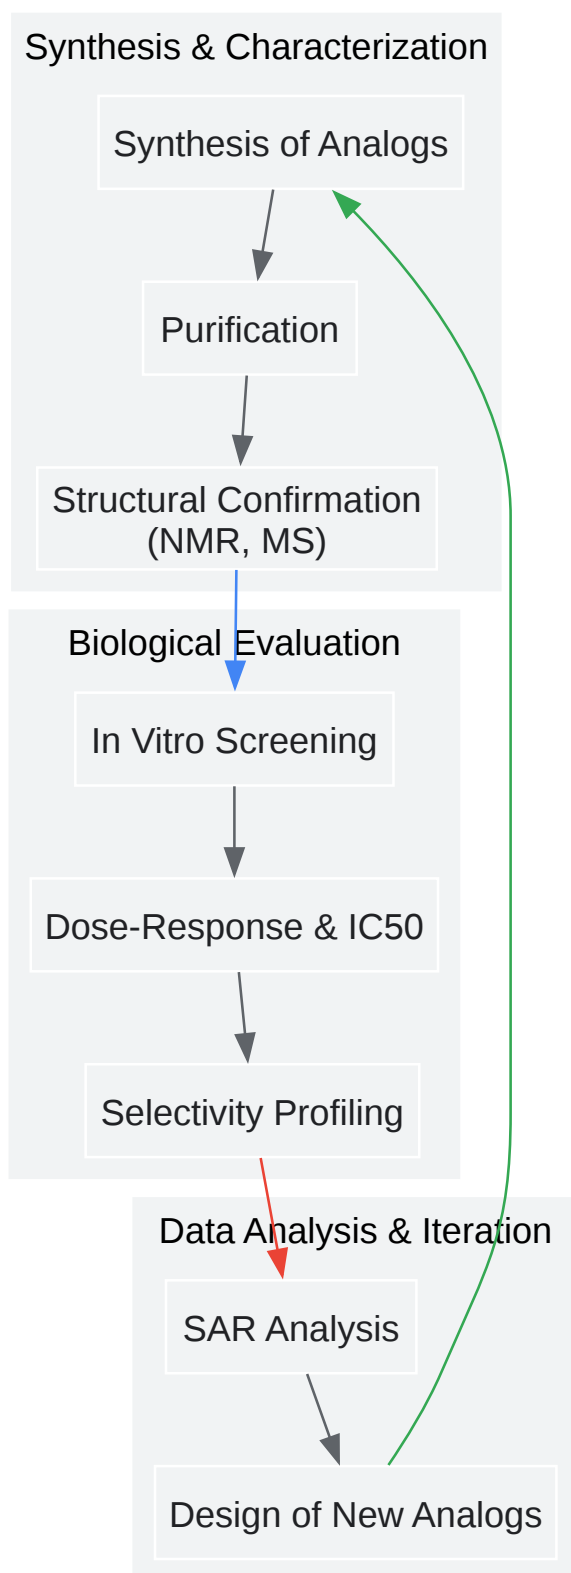 Synthesis & Characterization
Synthesis of Analogs
Purification
Structural Confirmation
(NMR, MS)
Biological Evaluation
In Vitro Screening
Dose-Response & IC50
Selectivity Profiling
Data Analysis & Iteration
SAR Analysis
Design of New Analogs